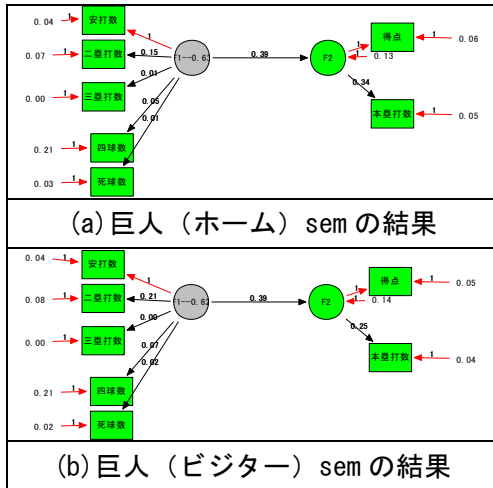 0.04
1
安打数
1
0.07
1
二塁打数
0.15
F1--0.63
0.39
F2
得点
1
0.06
1
0.13
0.00
1
三塁打数
0.01
0.34
本塁打数
1
0.05
0.05
0.01
0.21
1
四球数
0.03
1
死球数
(a)巨人（ホーム）semの結果
0.04
1
安打数
1
0.08
1
二塁打数
0.21
F1--0.62
0.39
F2
得点
1
0.05
1
0.14
0.00
1
三塁打数
0.00
0.25
本塁打数
1
0.04
0.07
0.02
0.21
1
四球数
0.02
1
死球数
(b)巨人（ビジター）semの結果